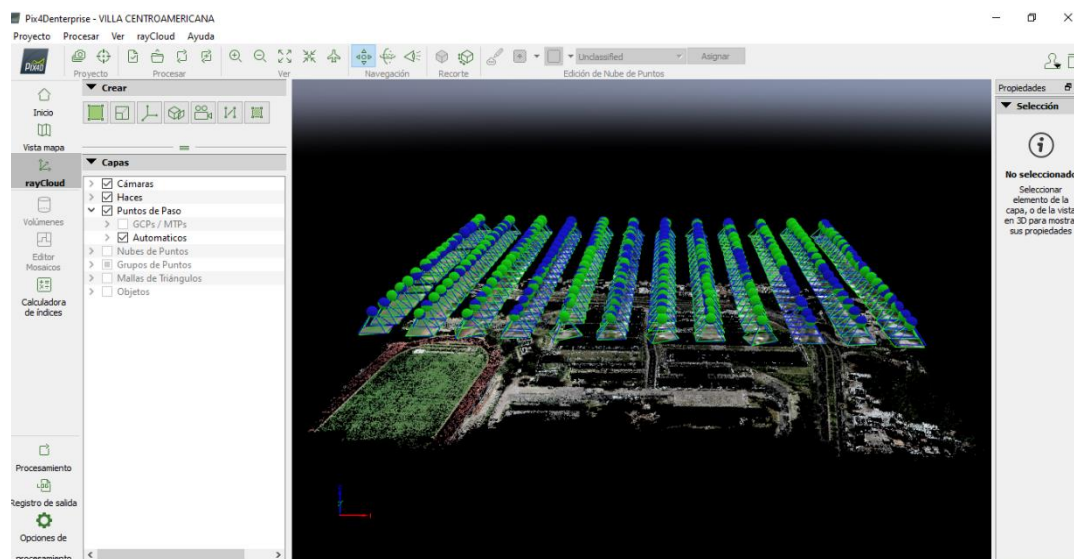 Pix4Denterprise - VILLA CENTROAMERICANA
Proyecto Procesar Ver rayCloud Ayuda
PIX4D
Unclassified
Asignar
Proyecto
Procesar
Ver
Navegación
Recorte
Edición de Nube de Puntos
Inicio
Vista mapa
rayCloud
Volúmenes
Editor
Mosaicos
Calculadora
de índices
Procesamiento
Registro de salida
Opciones de
procesamiento
Crear
Capas
Cámaras
Haces
Puntos de Paso
GCPs / MTPs
Automaticos
Nubes de Puntos
Grupos de Puntos
Mallas de Triángulos
Objetos
Propiedades
Selección
No seleccionado
Seleccionar
elemento de la
capa, o de la vista
en 3D para mostra
sus propiedades